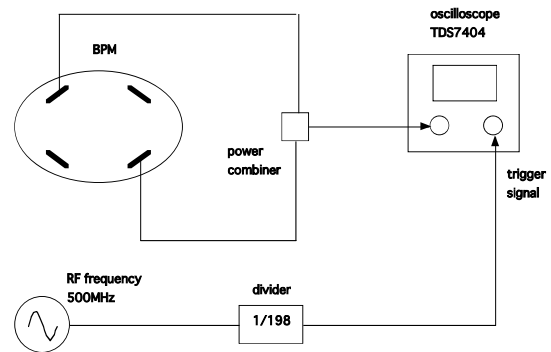 oscilloscope
TDS7404
BPM
power
combiner
trigger
signal
RF frequency
500MHz
divider
1/198